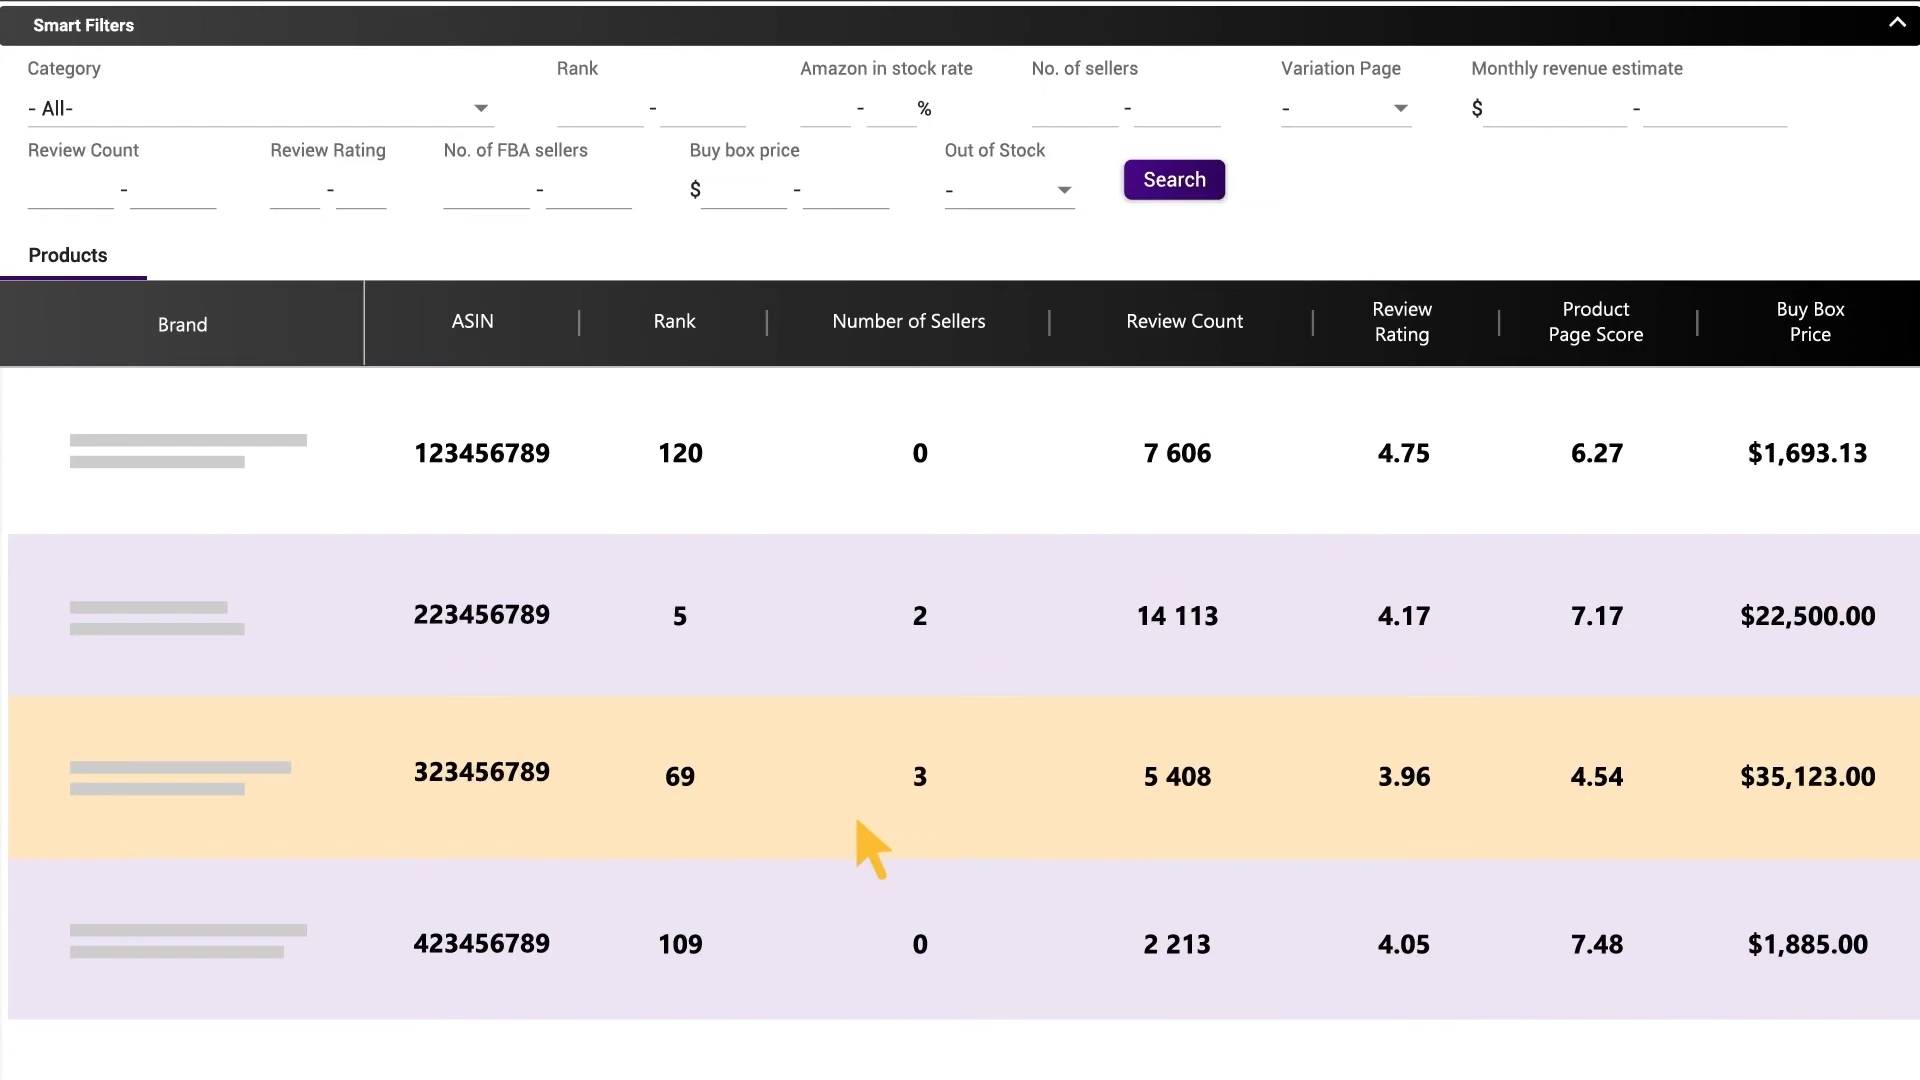 Smart Filters
Category Rank Amazon in stock rate No. of sellers Variation Page Monthly revenue estimate
- All- - - % - - $ -
Review Count Review Rating No. of FBA sellers Buy box price Out of Stock
- - - $ - - Search
Products
Brand ASIN Rank Number of Sellers Review Count Review Rating Product Page Score Buy Box Price
123456789 120 0 7 606 4.75 6.27 $1,693.13
223456789 5 2 14 113 4.17 7.17 $22,500.00
323456789 69 3 5 408 3.96 4.54 $35,123.00
423456789 109 0 2 213 4.05 7.48 $1,885.00